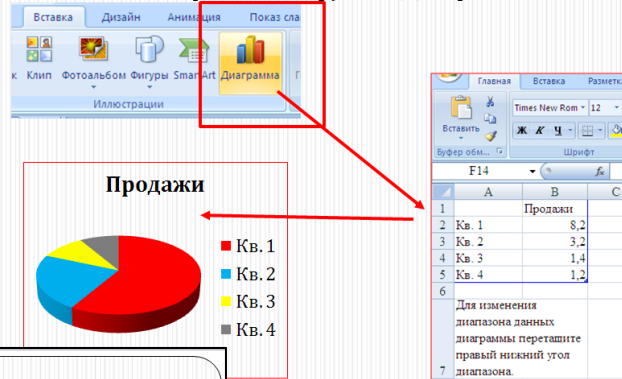 Вставка Дизайн Анимация Показ сла
к Клип Фотоальбом Фигуры SmartArt Диаграмма
Иллюстрации
Продажи
Кв. 1
Кв. 2
Кв. 3
Кв. 4
Главная Вставка Разметк
Times New Rom 12
Вставить Ж К Ч
Буфер обм... Шрифт
F14 fx
A B C
1 Продажи
2 Кв. 1 8,2
3 Кв. 2 3,2
4 Кв. 3 1,4
5 Кв. 4 1,2
6
Для изменения
диапазона данных
диаграммы перетащите
правый нижний угол
7 диапазона.